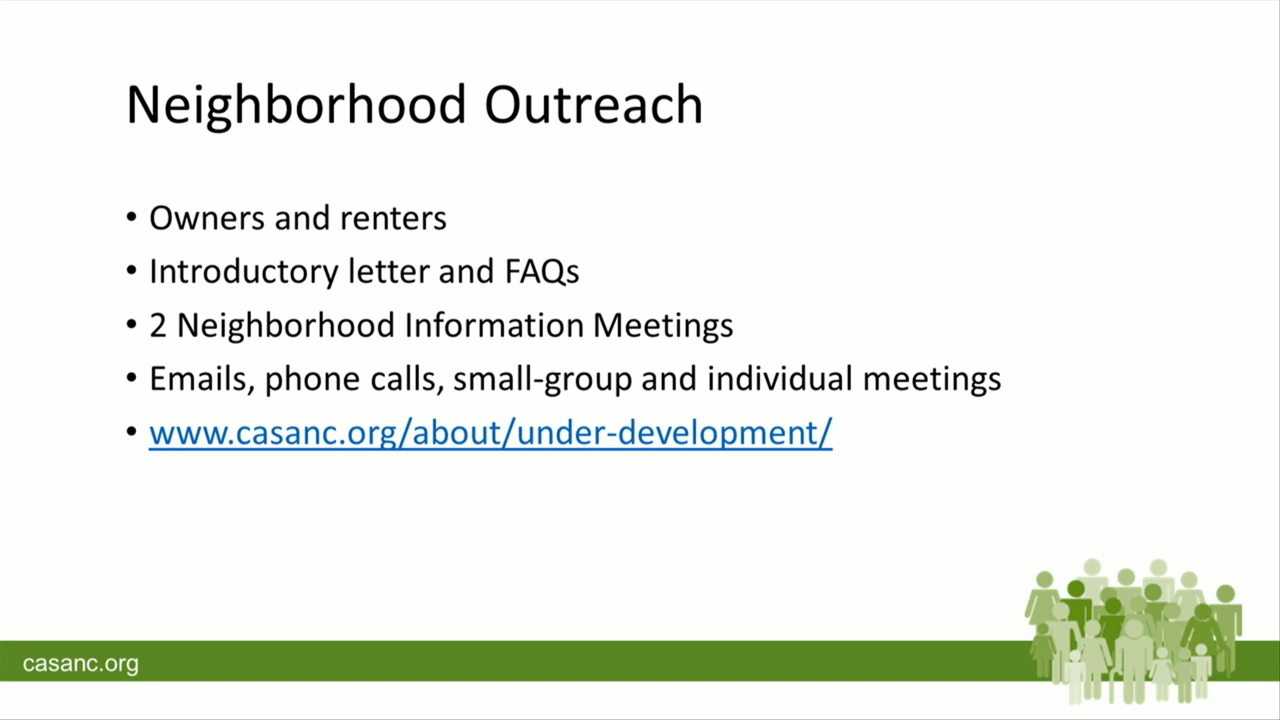 Neighborhood Outreach
• Owners and renters
• Introductory letter and FAQs
• 2 Neighborhood Information Meetings
• Emails, phone calls, small-group and individual meetings
• www.casanc.org/about/under-development/
casanc.org